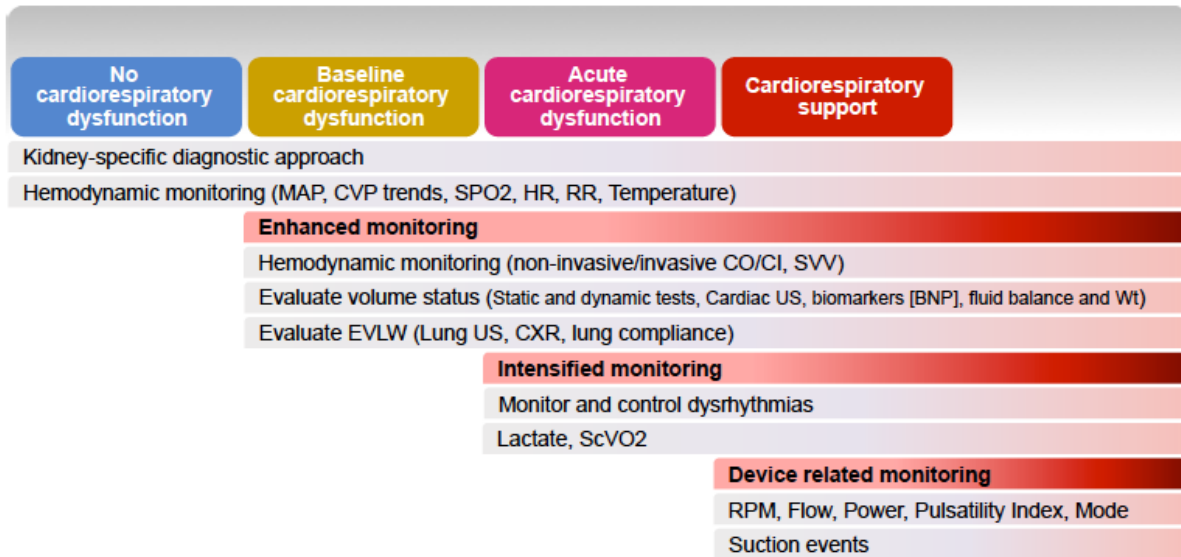 No
cardiorespiratory
dysfunction
Baseline
cardiorespiratory
dysfunction
Acute
cardiorespiratory
dysfunction
Cardiorespiratory
support
Kidney-specific diagnostic approach
Hemodynamic monitoring (MAP, CVP trends, SPO2, HR, RR, Temperature)
Enhanced monitoring
Hemodynamic monitoring (non-invasive/invasive CO/CI, SVV)
Evaluate volume status (Static and dynamic tests, Cardiac US, biomarkers [BNP], fluid balance and Wt)
Evaluate EVLW (Lung US, CXR, lung compliance)
Intensified monitoring
Monitor and control dysrhythmias
Lactate, ScVO2
Device related monitoring
RPM, Flow, Power, Pulsatility Index, Mode
Suction events